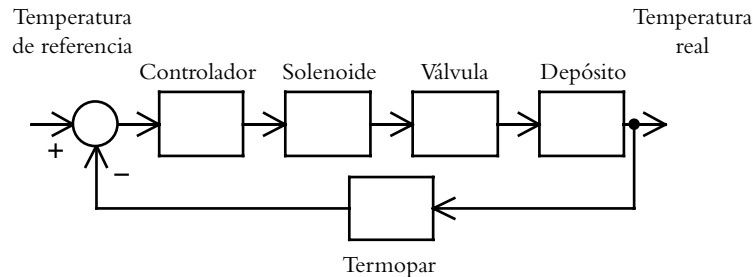 Temperatura
de referencia
Temperatura
real
Controlador
Solenoide
Válvula
Depósito
+
−
Termopar